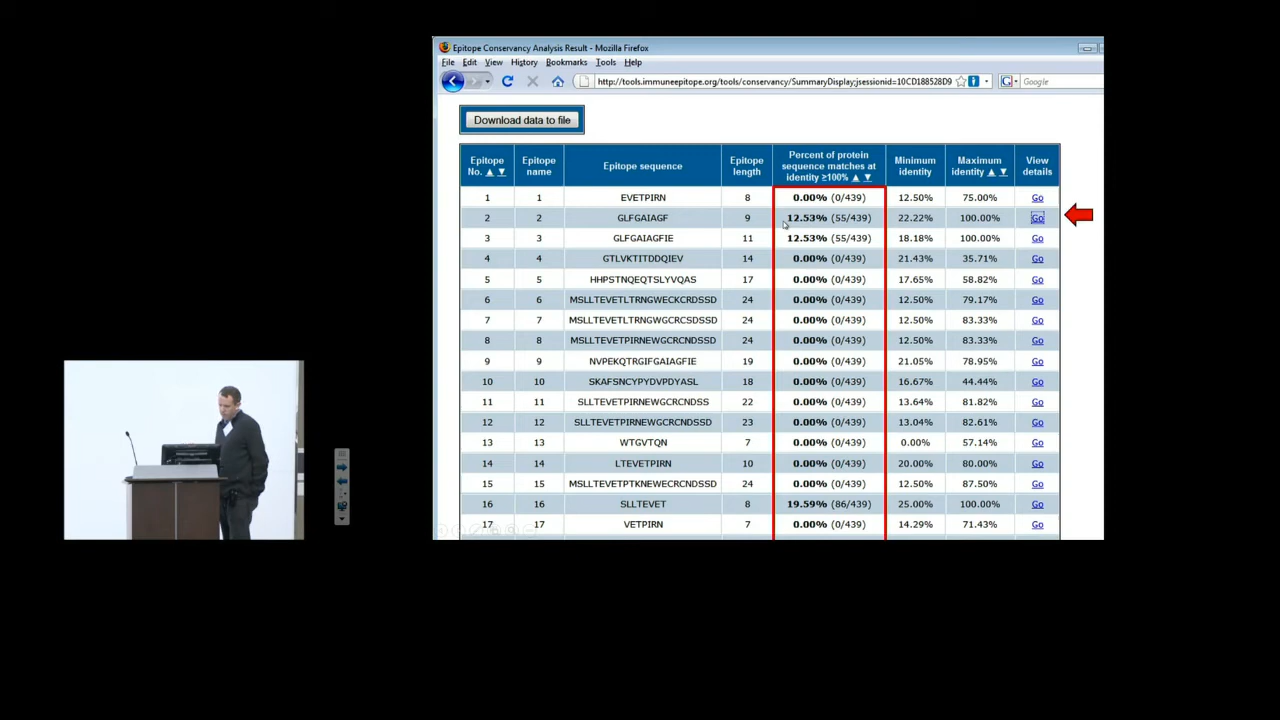 Epitope Conservancy Analysis Result - Mozilla Firefox
File Edit View History Bookmarks Tools Help
http://tools.immuneepitope.org/tools/conservancy/SummaryDisplay;jsessionid=10CD188528D9 Google
Download data to file
Epitope No. Epitope name Epitope sequence Epitope length Percent of protein sequence matches at identity ≥100% Minimum identity Maximum identity View details
1 1 EVETPIRN 8 0.00% (0/439) 12.50% 75.00% Go
2 2 GLFGAIAGF 9 12.53% (55/439) 22.22% 100.00% Go
3 3 GLFGAIAGFIE 11 12.53% (55/439) 18.18% 100.00% Go
4 4 GTLVKTITDDQIEV 14 0.00% (0/439) 21.43% 35.71% Go
5 5 HHPSTNQEQTSLYVQAS 17 0.00% (0/439) 17.65% 58.82% Go
6 6 MSLLTEVETLTRNGWECKCRDSSD 24 0.00% (0/439) 12.50% 79.17% Go
7 7 MSLLTEVETLTRNGWGCRCSDSSD 24 0.00% (0/439) 12.50% 83.33% Go
8 8 MSLLTEVETPIRNEWGCRCNDSSD 24 0.00% (0/439) 12.50% 83.33% Go
9 9 NVPEKQTRGIFGAIAGFIE 19 0.00% (0/439) 21.05% 78.95% Go
10 10 SKAFSNCYPYDVPDYASL 18 0.00% (0/439) 16.67% 44.44% Go
11 11 SLLTEVETPIRNEWGCRCNDSS 22 0.00% (0/439) 13.64% 81.82% Go
12 12 SLLTEVETPIRNEWGCRCNDSSD 23 0.00% (0/439) 13.04% 82.61% Go
13 13 WTGVTQN 7 0.00% (0/439) 0.00% 57.14% Go
14 14 LTEVETPIRN 10 0.00% (0/439) 20.00% 80.00% Go
15 15 MSLLTEVETPTKNEWECRCNDSSD 24 0.00% (0/439) 12.50% 87.50% Go
16 16 SLLTEVET 8 19.59% (86/439) 25.00% 100.00% Go
17 17 VETPIRN 7 0.00% (0/439) 14.29% 71.43% Go